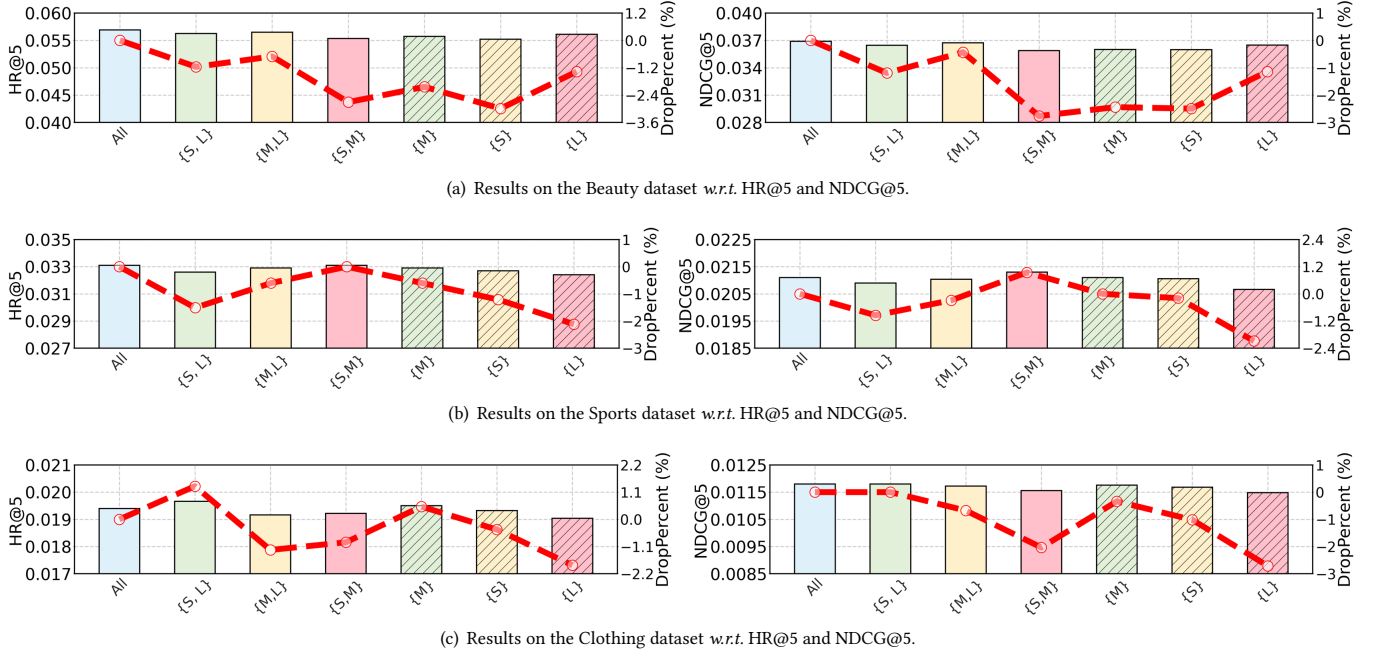 HR@5
0.060
0.055
0.050
0.045
0.040
1.2
0.0
−1.2
−2.4
−3.6
DropPercent (%)
All
{S, L}
{M,L}
{S,M}
{M}
{S}
{L}
NDCG@5
0.040
0.037
0.034
0.031
0.028
1
0
−1
−2
−3
DropPercent (%)
All
{S, L}
{M,L}
{S,M}
{M}
{S}
{L}
(a) Results on the Beauty dataset w.r.t. HR@5 and NDCG@5.
HR@5
0.035
0.033
0.031
0.029
0.027
1
0
−1
−2
−3
DropPercent (%)
All
{S, L}
{M,L}
{S,M}
{M}
{S}
{L}
NDCG@5
0.0225
0.0215
0.0205
0.0195
0.0185
2.4
1.2
0.0
−1.2
−2.4
DropPercent (%)
All
{S, L}
{M,L}
{S,M}
{M}
{S}
{L}
(b) Results on the Sports dataset w.r.t. HR@5 and NDCG@5.
HR@5
0.021
0.020
0.019
0.018
0.017
2.2
1.1
0.0
−1.1
−2.2
DropPercent (%)
All
{S, L}
{M,L}
{S,M}
{M}
{S}
{L}
NDCG@5
0.0125
0.0115
0.0105
0.0095
0.0085
1
0
−1
−2
−3
DropPercent (%)
All
{S, L}
{M,L}
{S,M}
{M}
{S}
{L}
(c) Results on the Clothing dataset w.r.t. HR@5 and NDCG@5.